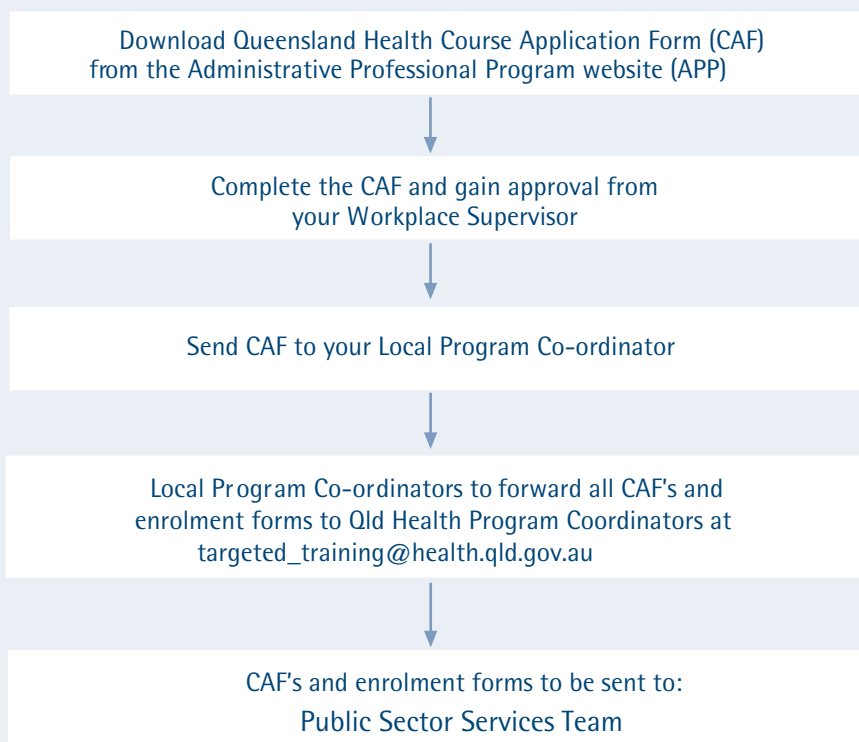 Download Queensland Health Course Application Form (CAF)
from the Administrative Professional Program website (APP)
Complete the CAF and gain approval from
your Workplace Supervisor
Send CAF to your Local Program Co-ordinator
Local Program Co-ordinators to forward all CAF's and
enrolment forms to Qld Health Program Coordinators at
targeted_training@health.qld.gov.au
CAF's and enrolment forms to be sent to:
Public Sector Services Team